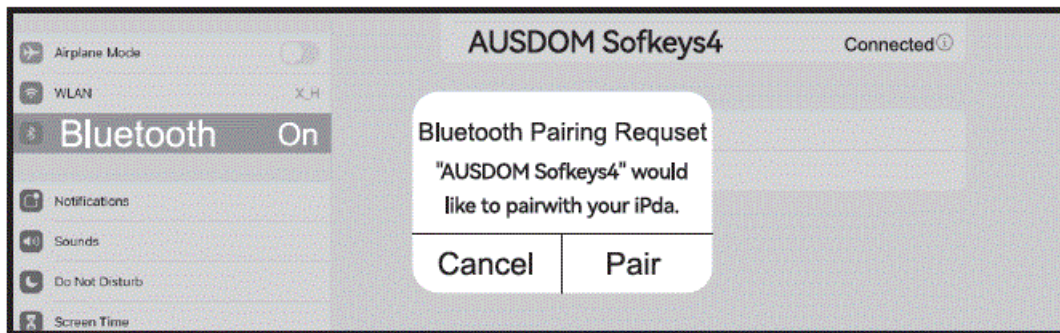 Airplane Mode
WLAN X_H
Bluetooth On
Notifications
Sounds
Do Not Disturb
Screen Time
AUSDOM Sofkeys4 Connected
Bluetooth Pairing Requset
"AUSDOM Sofkeys4" would
like to pairwith your iPda.
Cancel Pair